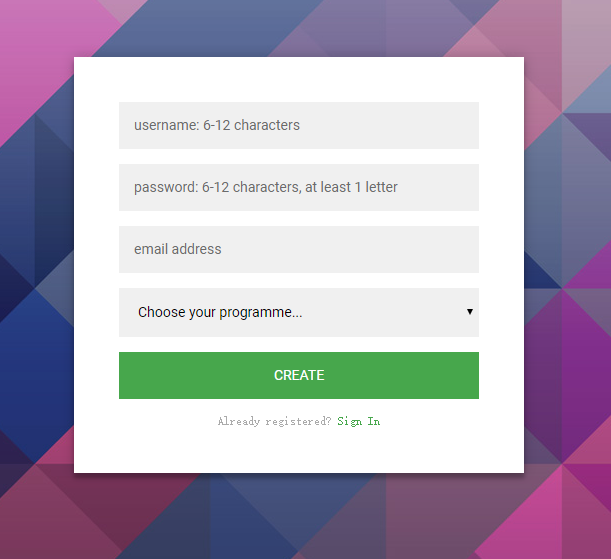 username: 6-12 characters
password: 6-12 characters, at least 1 letter
email address
Choose your programme...
CREATE
Already registered? Sign In